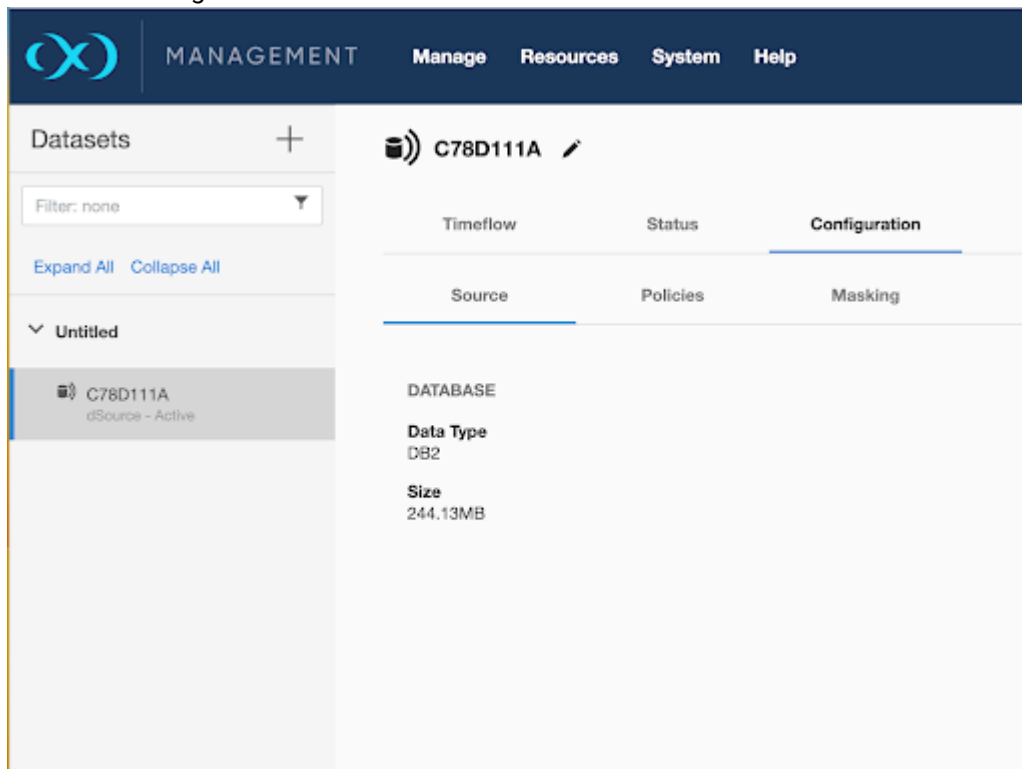 MANAGEMENT Manage Resources System Help
Datasets
Filter: none
Expand All Collapse All
Untitled
C78D111A
dSource - Active
C78D111A
Timeflow Status Configuration
Source Policies Masking
DATABASE
Data Type
DB2
Size
244.13MB